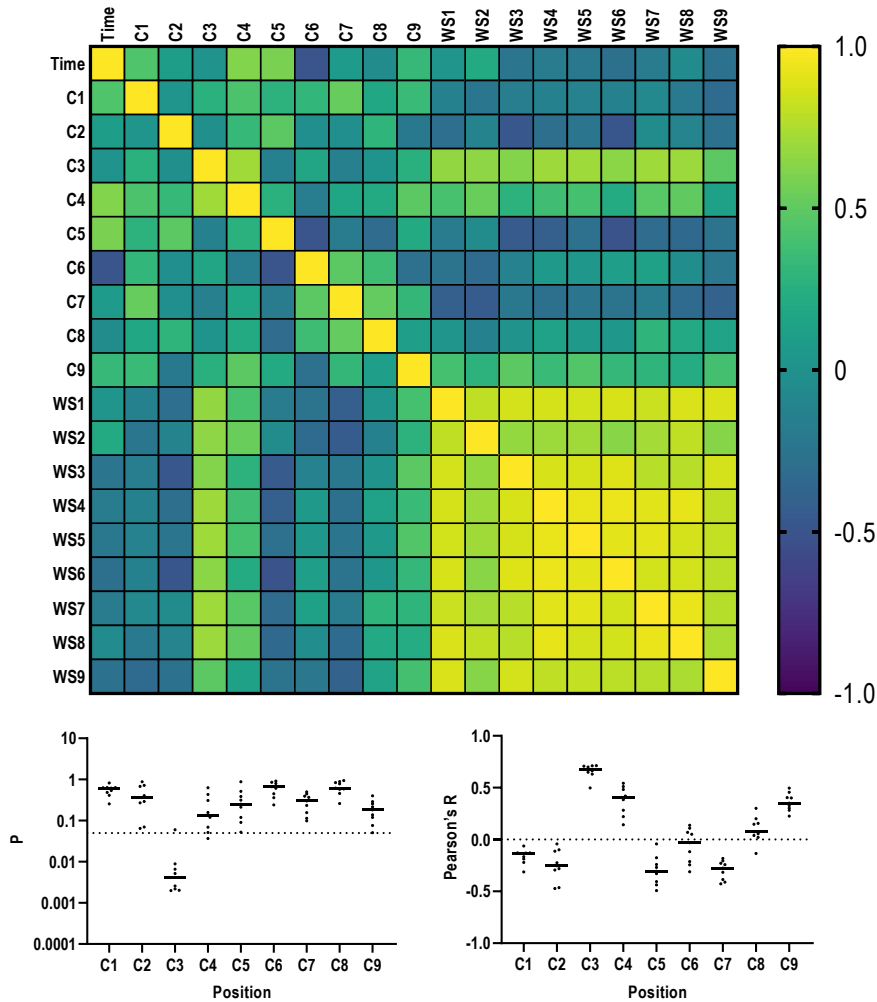 Time C1 C2 C3 C4 C5 C6 C7 C8 C9 WS1 WS2 WS3 WS4 WS5 WS6 WS7 WS8 WS9
Time
C1
C2
C3
C4
C5
C6
C7
C8
C9
WS1
WS2
WS3
WS4
WS5
WS6
WS7
WS8
WS9
1.0
0.5
0
-0.5
-1.0
10
1
0.1
0.01
0.001
0.0001
P
C1 C2 C3 C4 C5 C6 C7 C8 C9
Position
1.0
0.5
0.0
-0.5
-1.0
Pearson's R
C1 C2 C3 C4 C5 C6 C7 C8 C9
Position